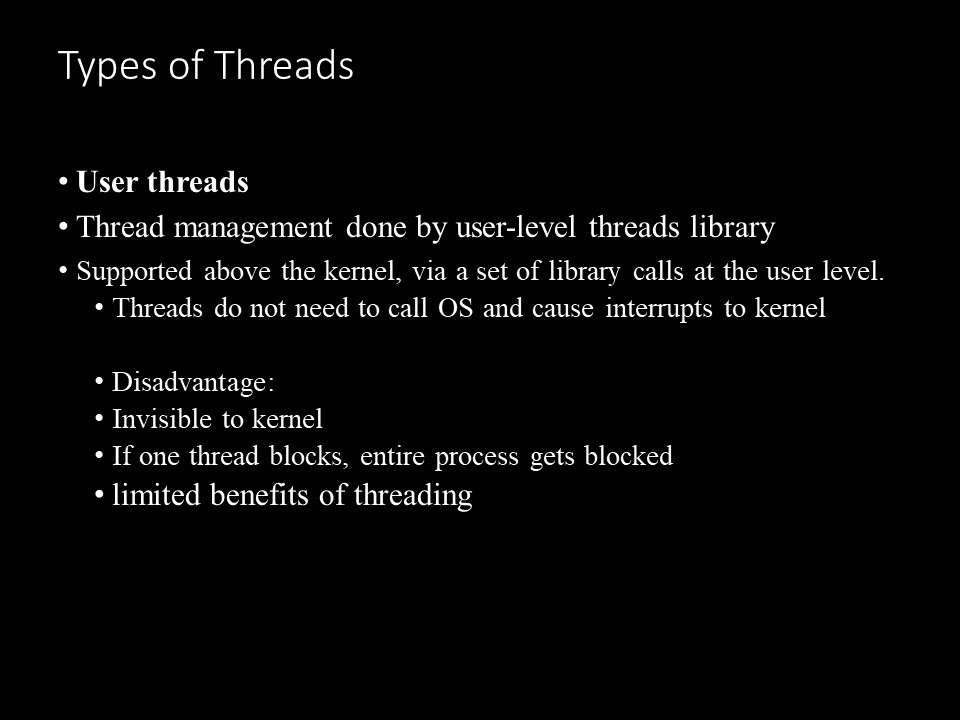 Types of Threads
• User threads
• Thread management done by user-level threads library
• Supported above the kernel, via a set of library calls at the user level.
• Threads do not need to call OS and cause interrupts to kernel
• Disadvantage:
• Invisible to kernel
• If one thread blocks, entire process gets blocked
• limited benefits of threading